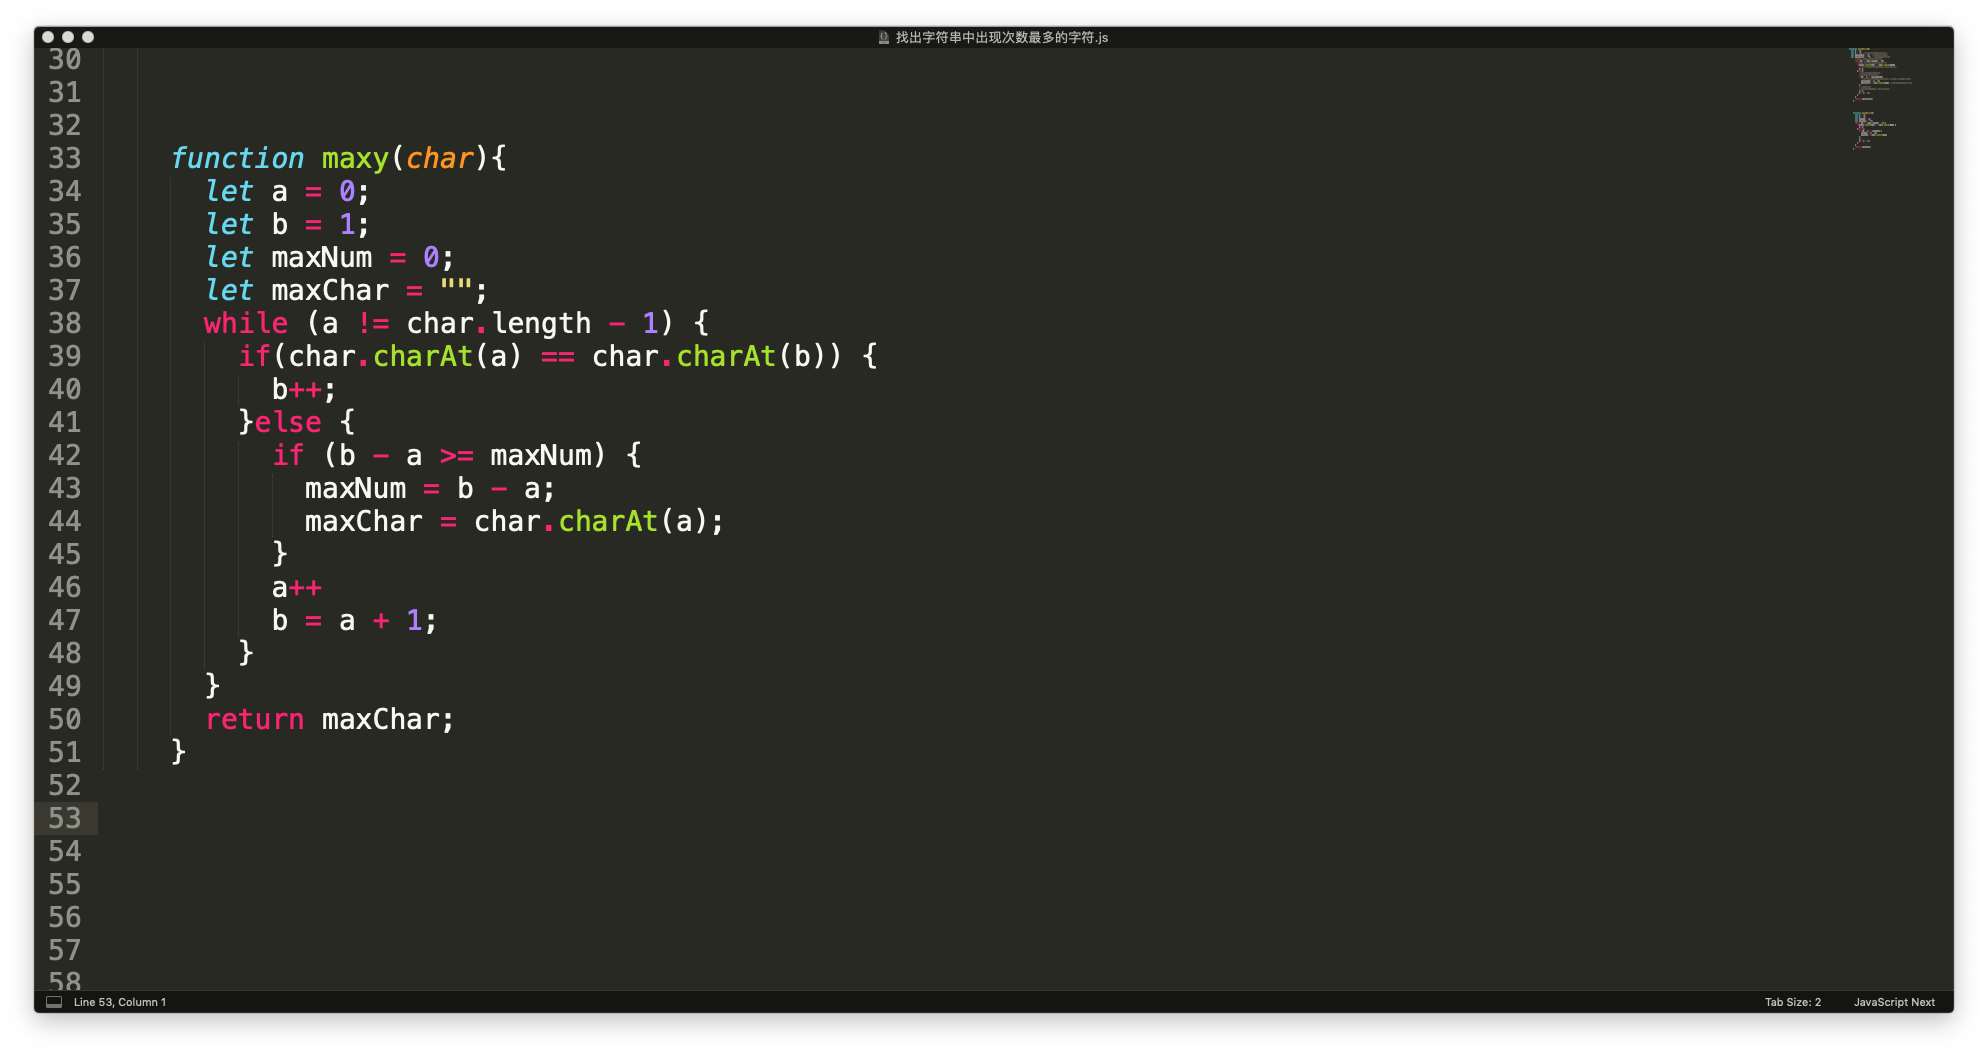 找出字符串中出现次数最多的字符.js
30
31
32
33 function maxy(char){
34 let a = 0;
35 let b = 1;
36 let maxNum = 0;
37 let maxChar = "";
38 while (a != char.length - 1) {
39 if(char.charAt(a) == char.charAt(b)) {
40 b++;
41 }else {
42 if (b - a >= maxNum) {
43 maxNum = b - a;
44 maxChar = char.charAt(a);
45 }
46 a++
47 b = a + 1;
48 }
49 }
50 return maxChar;
51 }
52
53
54
55
56
57
58
Line 53, Column 1 Tab Size: 2 JavaScript Next